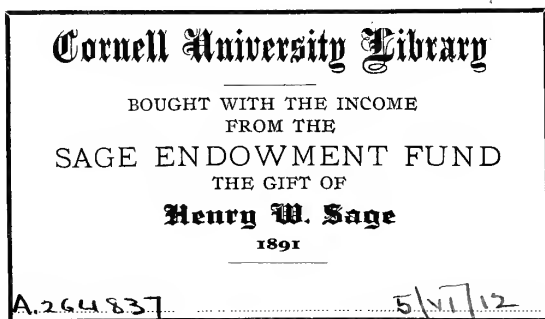 Cornell University Library
BOUGHT WITH THE INCOME
FROM THE
SAGE ENDOWMENT FUND
THE GIFT OF
Henry W. Sage
1891
A.264837 5/VI/12